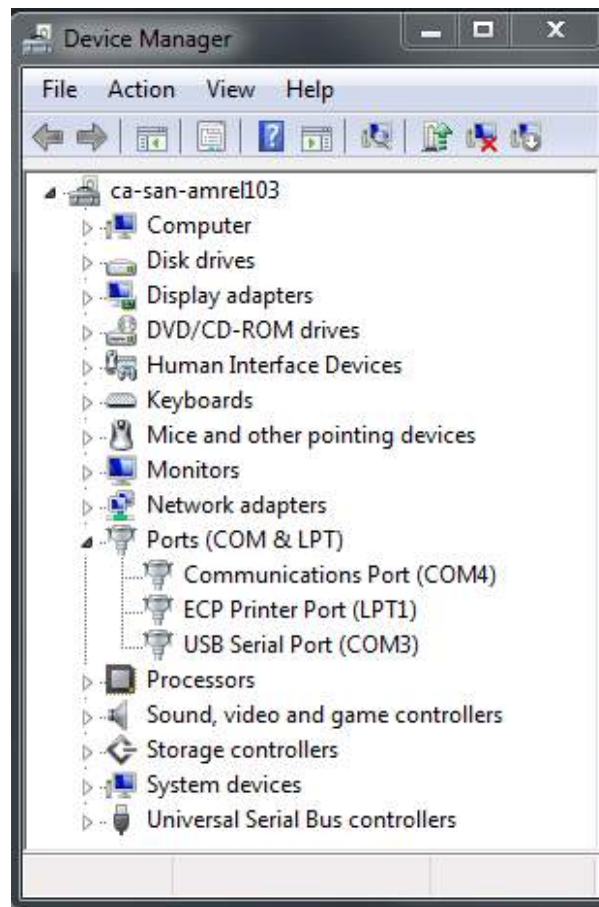 Device Manager
File Action View Help
ca-san-amrel103
Computer
Disk drives
Display adapters
DVD/CD-ROM drives
Human Interface Devices
Keyboards
Mice and other pointing devices
Monitors
Network adapters
Ports (COM & LPT)
Communications Port (COM4)
ECP Printer Port (LPT1)
USB Serial Port (COM3)
Processors
Sound, video and game controllers
Storage controllers
System devices
Universal Serial Bus controllers